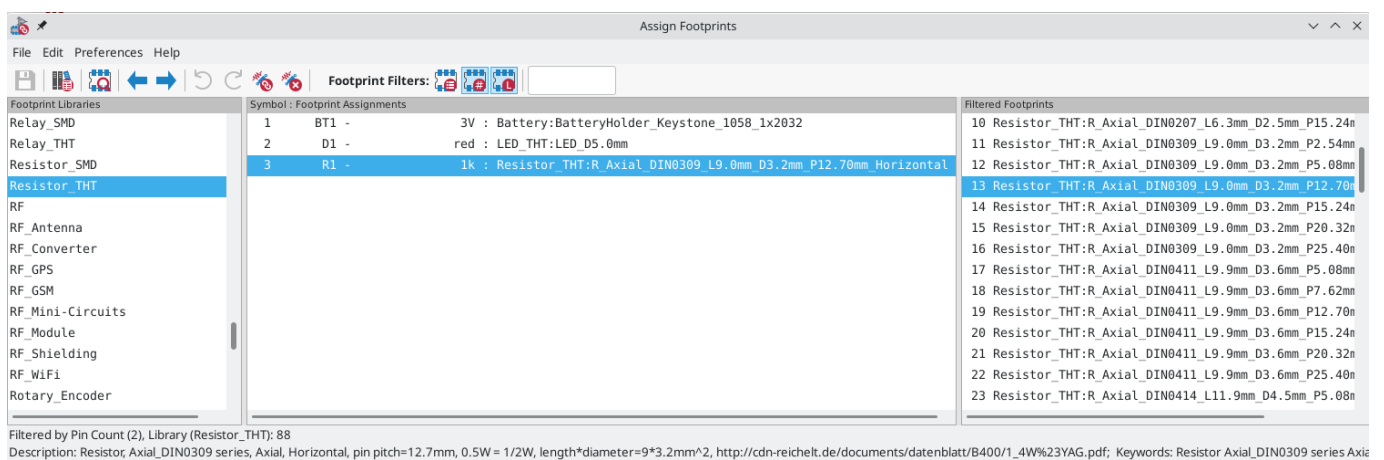 Assign Footprints
File Edit Preferences Help
Footprint Filters:
Footprint Libraries
Relay_SMD
Relay_THT
Resistor_SMD
Resistor_THT
RF
RF_Antenna
RF_Converter
RF_GPS
RF_GSM
RF_Mini-Circuits
RF_Module
RF_Shielding
RF_WiFi
Rotary_Encoder
Symbol : Footprint Assignments
1 BT1 - 3V : Battery:BatteryHolder_Keystone_1058_1x2032
2 D1 - red : LED_THT:LED_D5.0mm
3 R1 - 1k : Resistor_THT:R_Axial_DIN0309_L9.0mm_D3.2mm_P12.70mm_Horizontal
Filtered Footprints
10 Resistor_THT:R_Axial_DIN0207_L6.3mm_D2.5mm_P15.24m
11 Resistor_THT:R_Axial_DIN0309_L9.0mm_D3.2mm_P2.54mm
12 Resistor_THT:R_Axial_DIN0309_L9.0mm_D3.2mm_P5.08mm
13 Resistor_THT:R_Axial_DIN0309_L9.0mm_D3.2mm_P12.70m
14 Resistor_THT:R_Axial_DIN0309_L9.0mm_D3.2mm_P15.24m
15 Resistor_THT:R_Axial_DIN0309_L9.0mm_D3.2mm_P20.32m
16 Resistor_THT:R_Axial_DIN0309_L9.0mm_D3.2mm_P25.40m
17 Resistor_THT:R_Axial_DIN0411_L9.9mm_D3.6mm_P5.08mm
18 Resistor_THT:R_Axial_DIN0411_L9.9mm_D3.6mm_P7.62mm
19 Resistor_THT:R_Axial_DIN0411_L9.9mm_D3.6mm_P12.70m
20 Resistor_THT:R_Axial_DIN0411_L9.9mm_D3.6mm_P15.24m
21 Resistor_THT:R_Axial_DIN0411_L9.9mm_D3.6mm_P20.32m
22 Resistor_THT:R_Axial_DIN0411_L9.9mm_D3.6mm_P25.40m
23 Resistor_THT:R_Axial_DIN0414_L11.9mm_D4.5mm_P5.08m
Filtered by Pin Count (2), Library (Resistor_THT): 88
Description: Resistor, Axial_DIN0309 series, Axial, Horizontal, pin pitch=12.7mm, 0.5W = 1/2W, length*diameter=9*3.2mm^2, http://cdn-reichelt.de/documents/datenblatt/B400/1_4W%23YAG.pdf; Keywords: Resistor Axial_DIN0309 series Axia